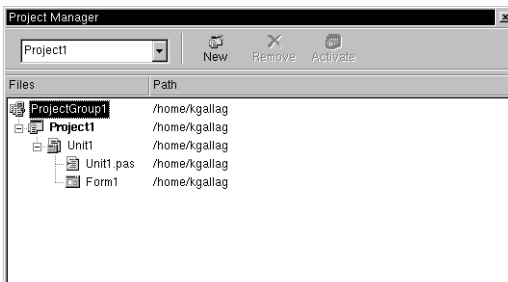 Project Manager
Project1
New Remove Activate
Files Path
ProjectGroup1 /home/kgallag
Project1 /home/kgallag
Unit1 /home/kgallag
Unit1.pas /home/kgallag
Form1 /home/kgallag